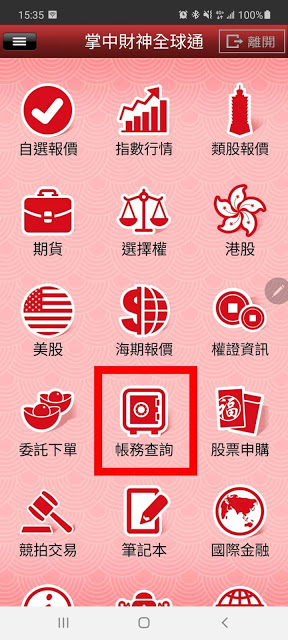 15:35 100%
掌中財神全球通 離開
自選報價 指數行情 類股報價
期貨 選擇權 港股
美股 海期報價 權證資訊
福
委託下單 帳務查詢 股票申購
競拍交易 筆記本 國際金融